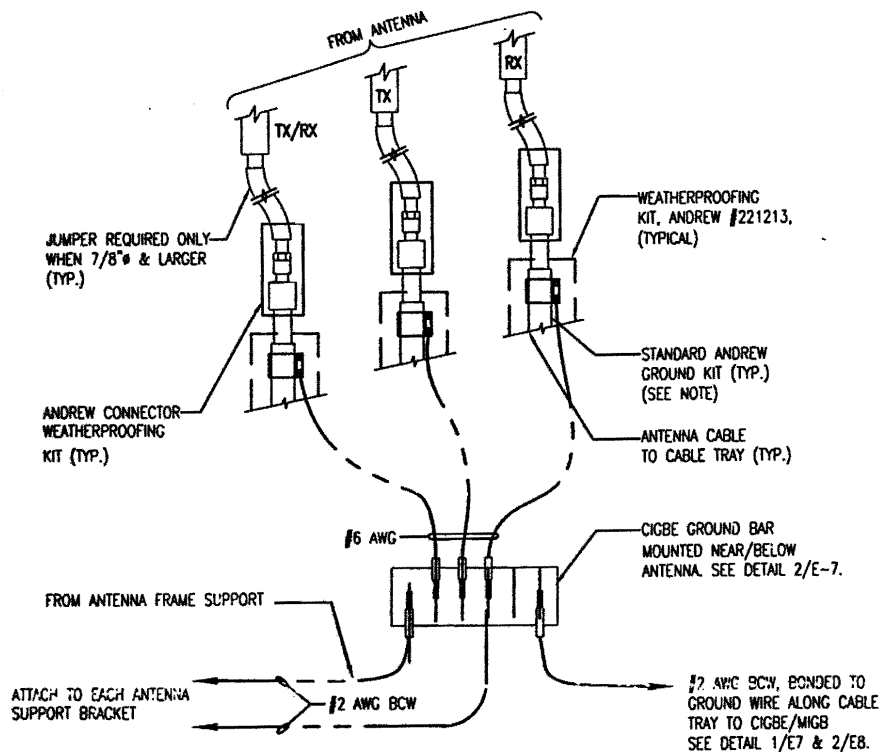 FROM ANTENNA
TX/RX
TX
RX
JUMPER REQUIRED ONLY
WHEN 7/8"ø & LARGER
(TYP.)
WEATHERPROOFING
KIT, ANDREW #221213,
(TYPICAL)
STANDARD ANDREW
GROUND KIT (TYP.)
(SEE NOTE)
ANDREW CONNECTOR
WEATHERPROOFING
KIT (TYP.)
ANTENNA CABLE
TO CABLE TRAY (TYP.)
#6 AWG
CIGBE GROUND BAR
MOUNTED NEAR/BELOW
ANTENNA. SEE DETAIL 2/E-7.
FROM ANTENNA FRAME SUPPORT
ATTACH TO EACH ANTENNA
SUPPORT BRACKET
#2 AWG BCW
#2 AWG BCW, BONDED TO
GROUND WIRE ALONG CABLE
TRAY TO CIGBE/MIGB
SEE DETAIL 1/E7 & 2/E8.